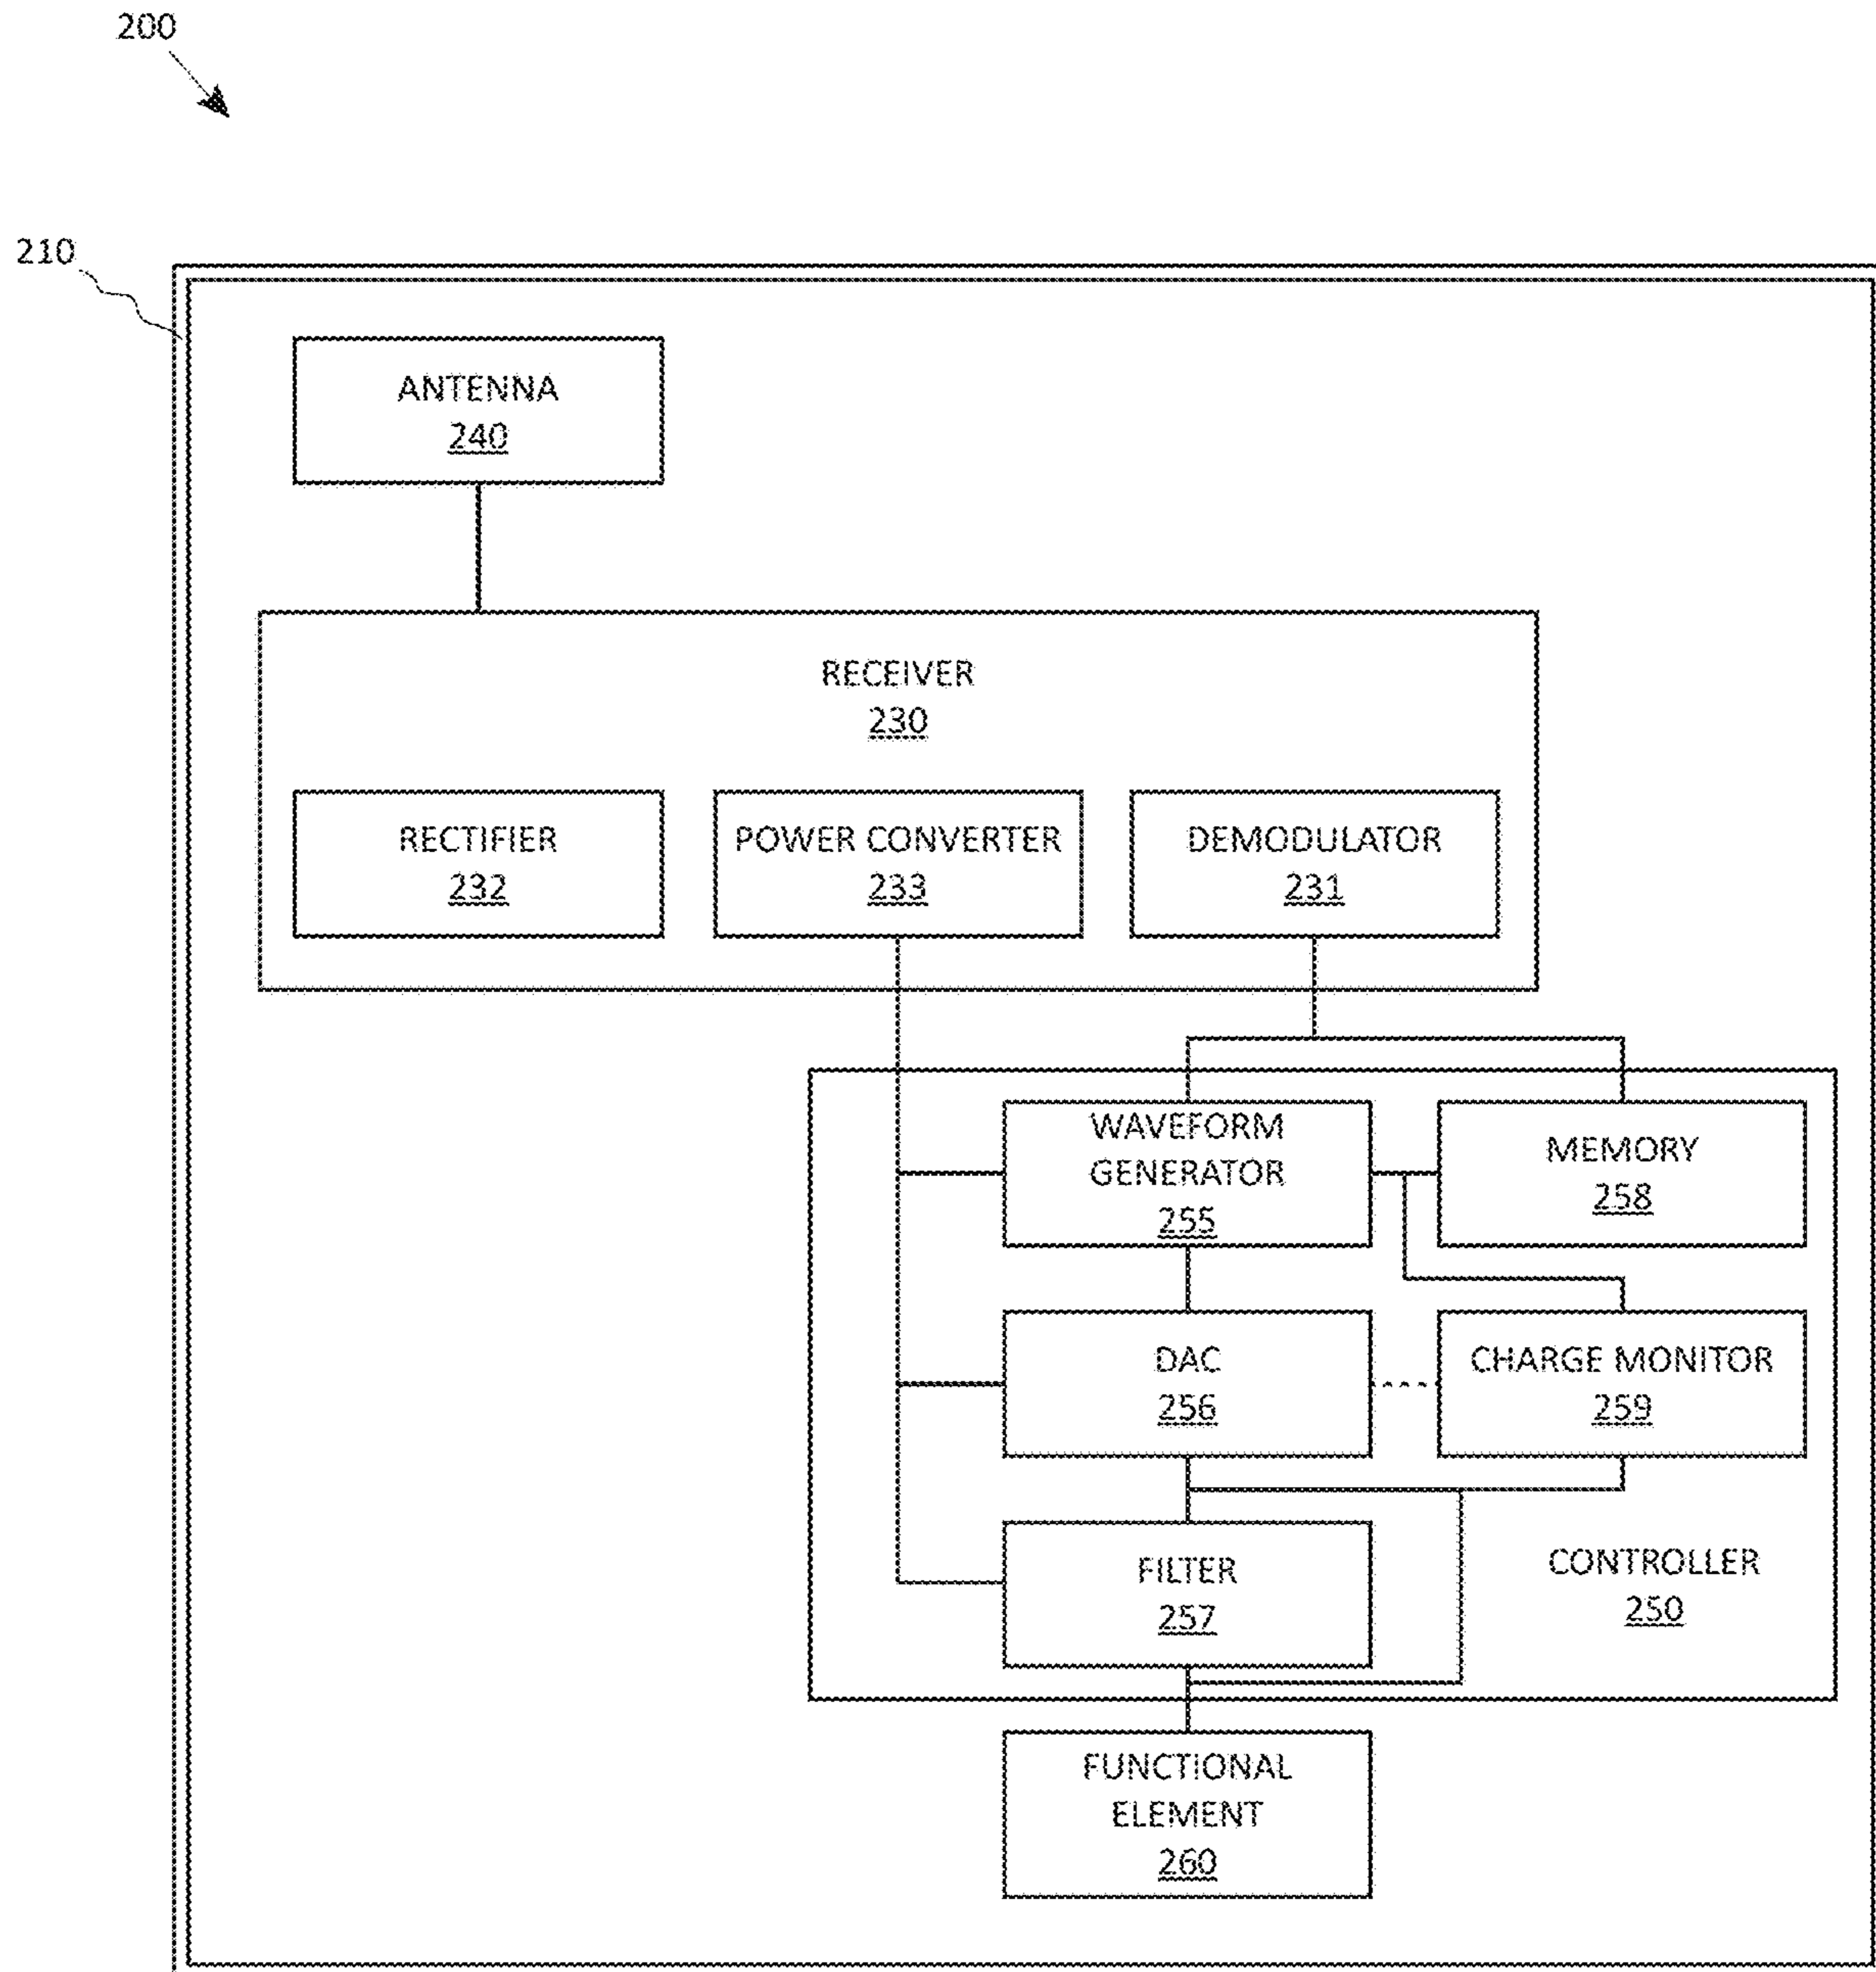 200
210
ANTENNA
240
RECEIVER
230
RECTIFIER
232
POWER CONVERTER
233
DEMODULATOR
231
WAVEFORM
GENERATOR
255
MEMORY
258
DAC
256
CHARGE MONITOR
259
FILTER
257
CONTROLLER
250
FUNCTIONAL
ELEMENT
260